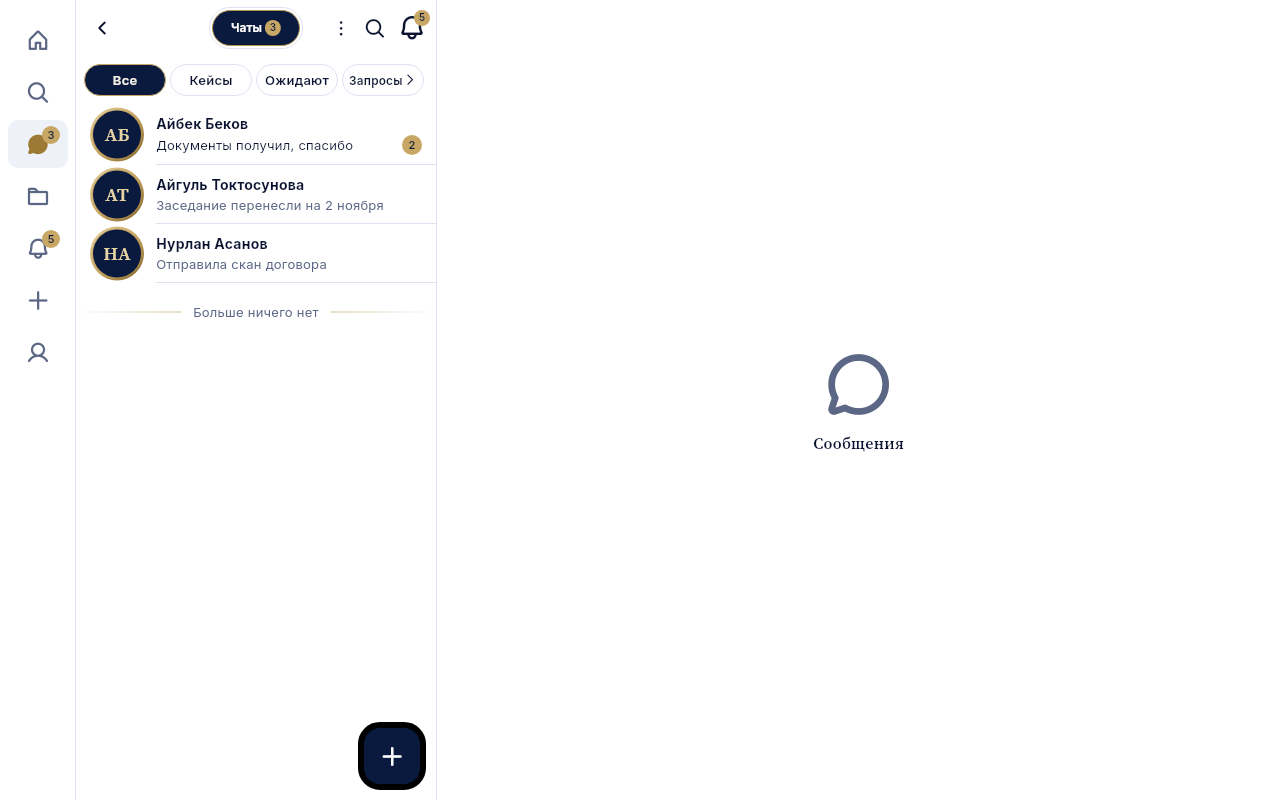 Чаты 3
5
Все
Кейсы
Ожидают
Запросы
3
5
АБ
Айбек Беков
Документы получил, спасибо
2
АТ
Айгуль Токтосунова
Заседание перенесли на 2 ноября
НА
Нурлан Асанов
Отправила скан договора
Больше ничего нет
Сообщения